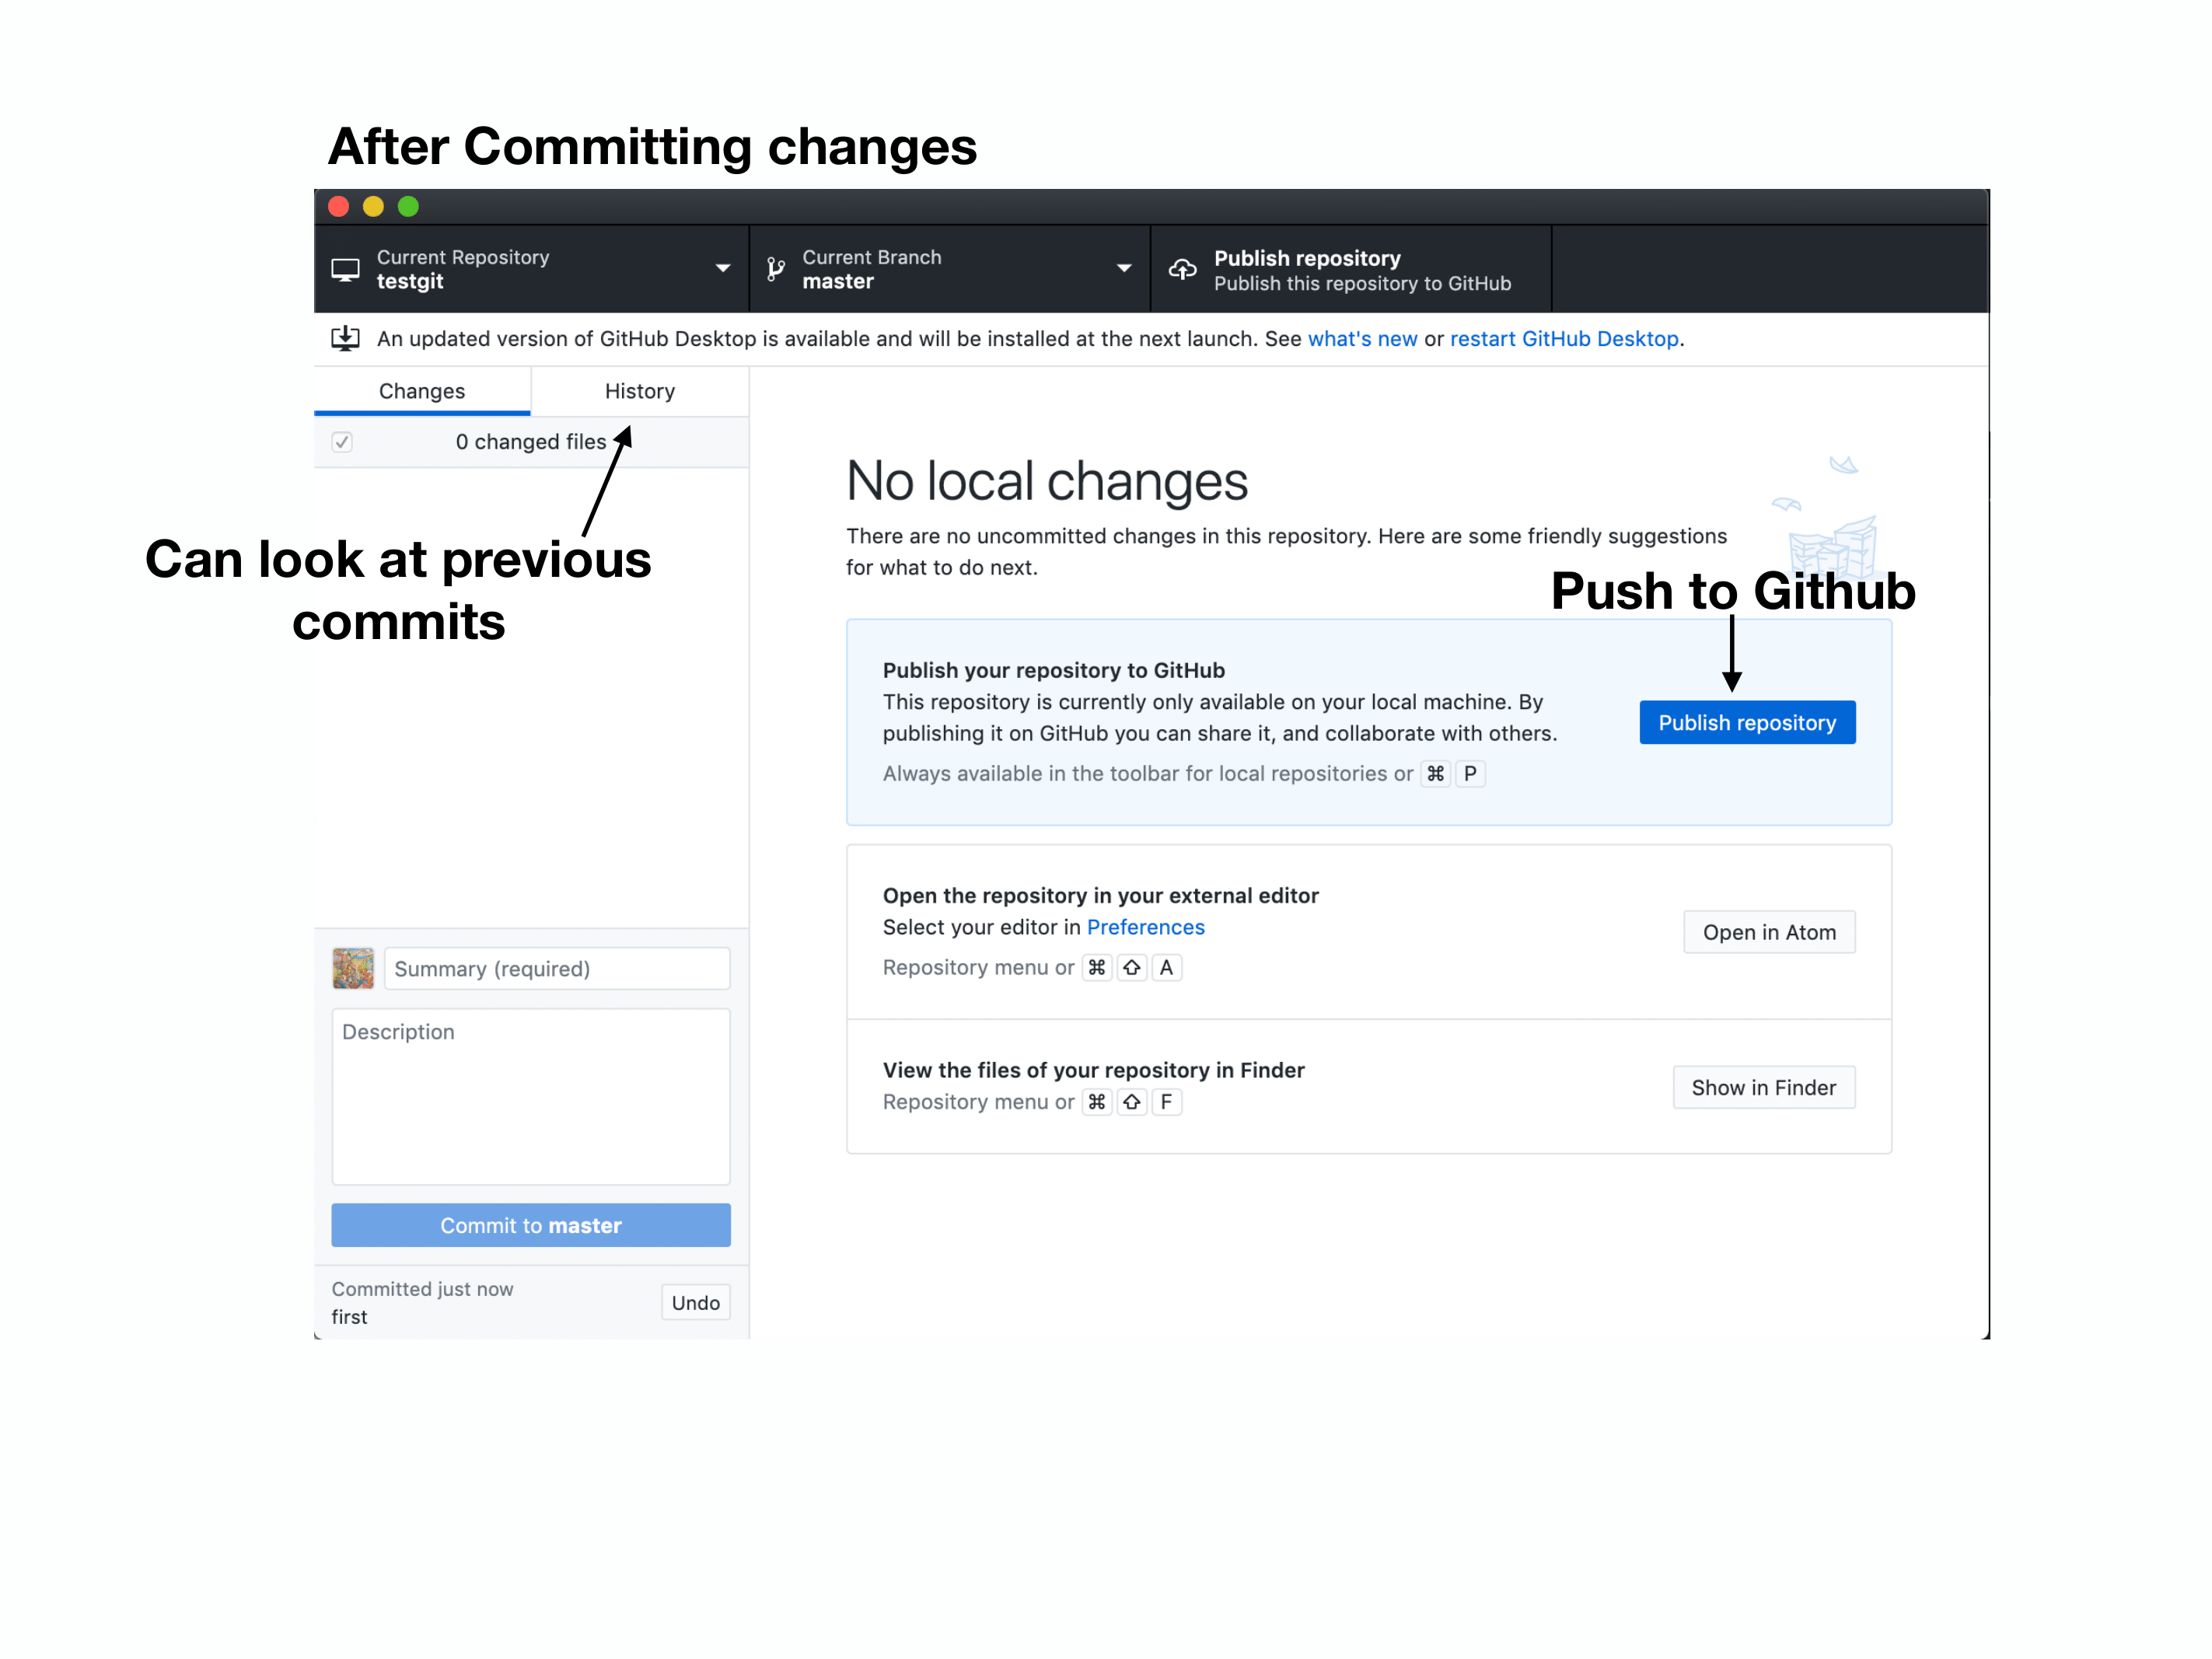 After Committing changes
Current Repository
testgit
Current Branch
master
Publish repository
Publish this repository to GitHub
An updated version of GitHub Desktop is available and will be installed at the next launch. See what's new or restart GitHub Desktop.
Changes
History
0 changed files
Can look at previous
commits
No local changes
There are no uncommitted changes in this repository. Here are some friendly suggestions
for what to do next.
Push to Github
Publish your repository to GitHub
This repository is currently only available on your local machine. By
publishing it on GitHub you can share it, and collaborate with others.
Always available in the toolbar for local repositories or ⌘ P
Publish repository
Open the repository in your external editor
Select your editor in Preferences
Repository menu or ⌘ ⇧ A
Open in Atom
View the files of your repository in Finder
Repository menu or ⌘ ⇧ F
Show in Finder
Summary (required)
Description
Commit to master
Committed just now
first
Undo